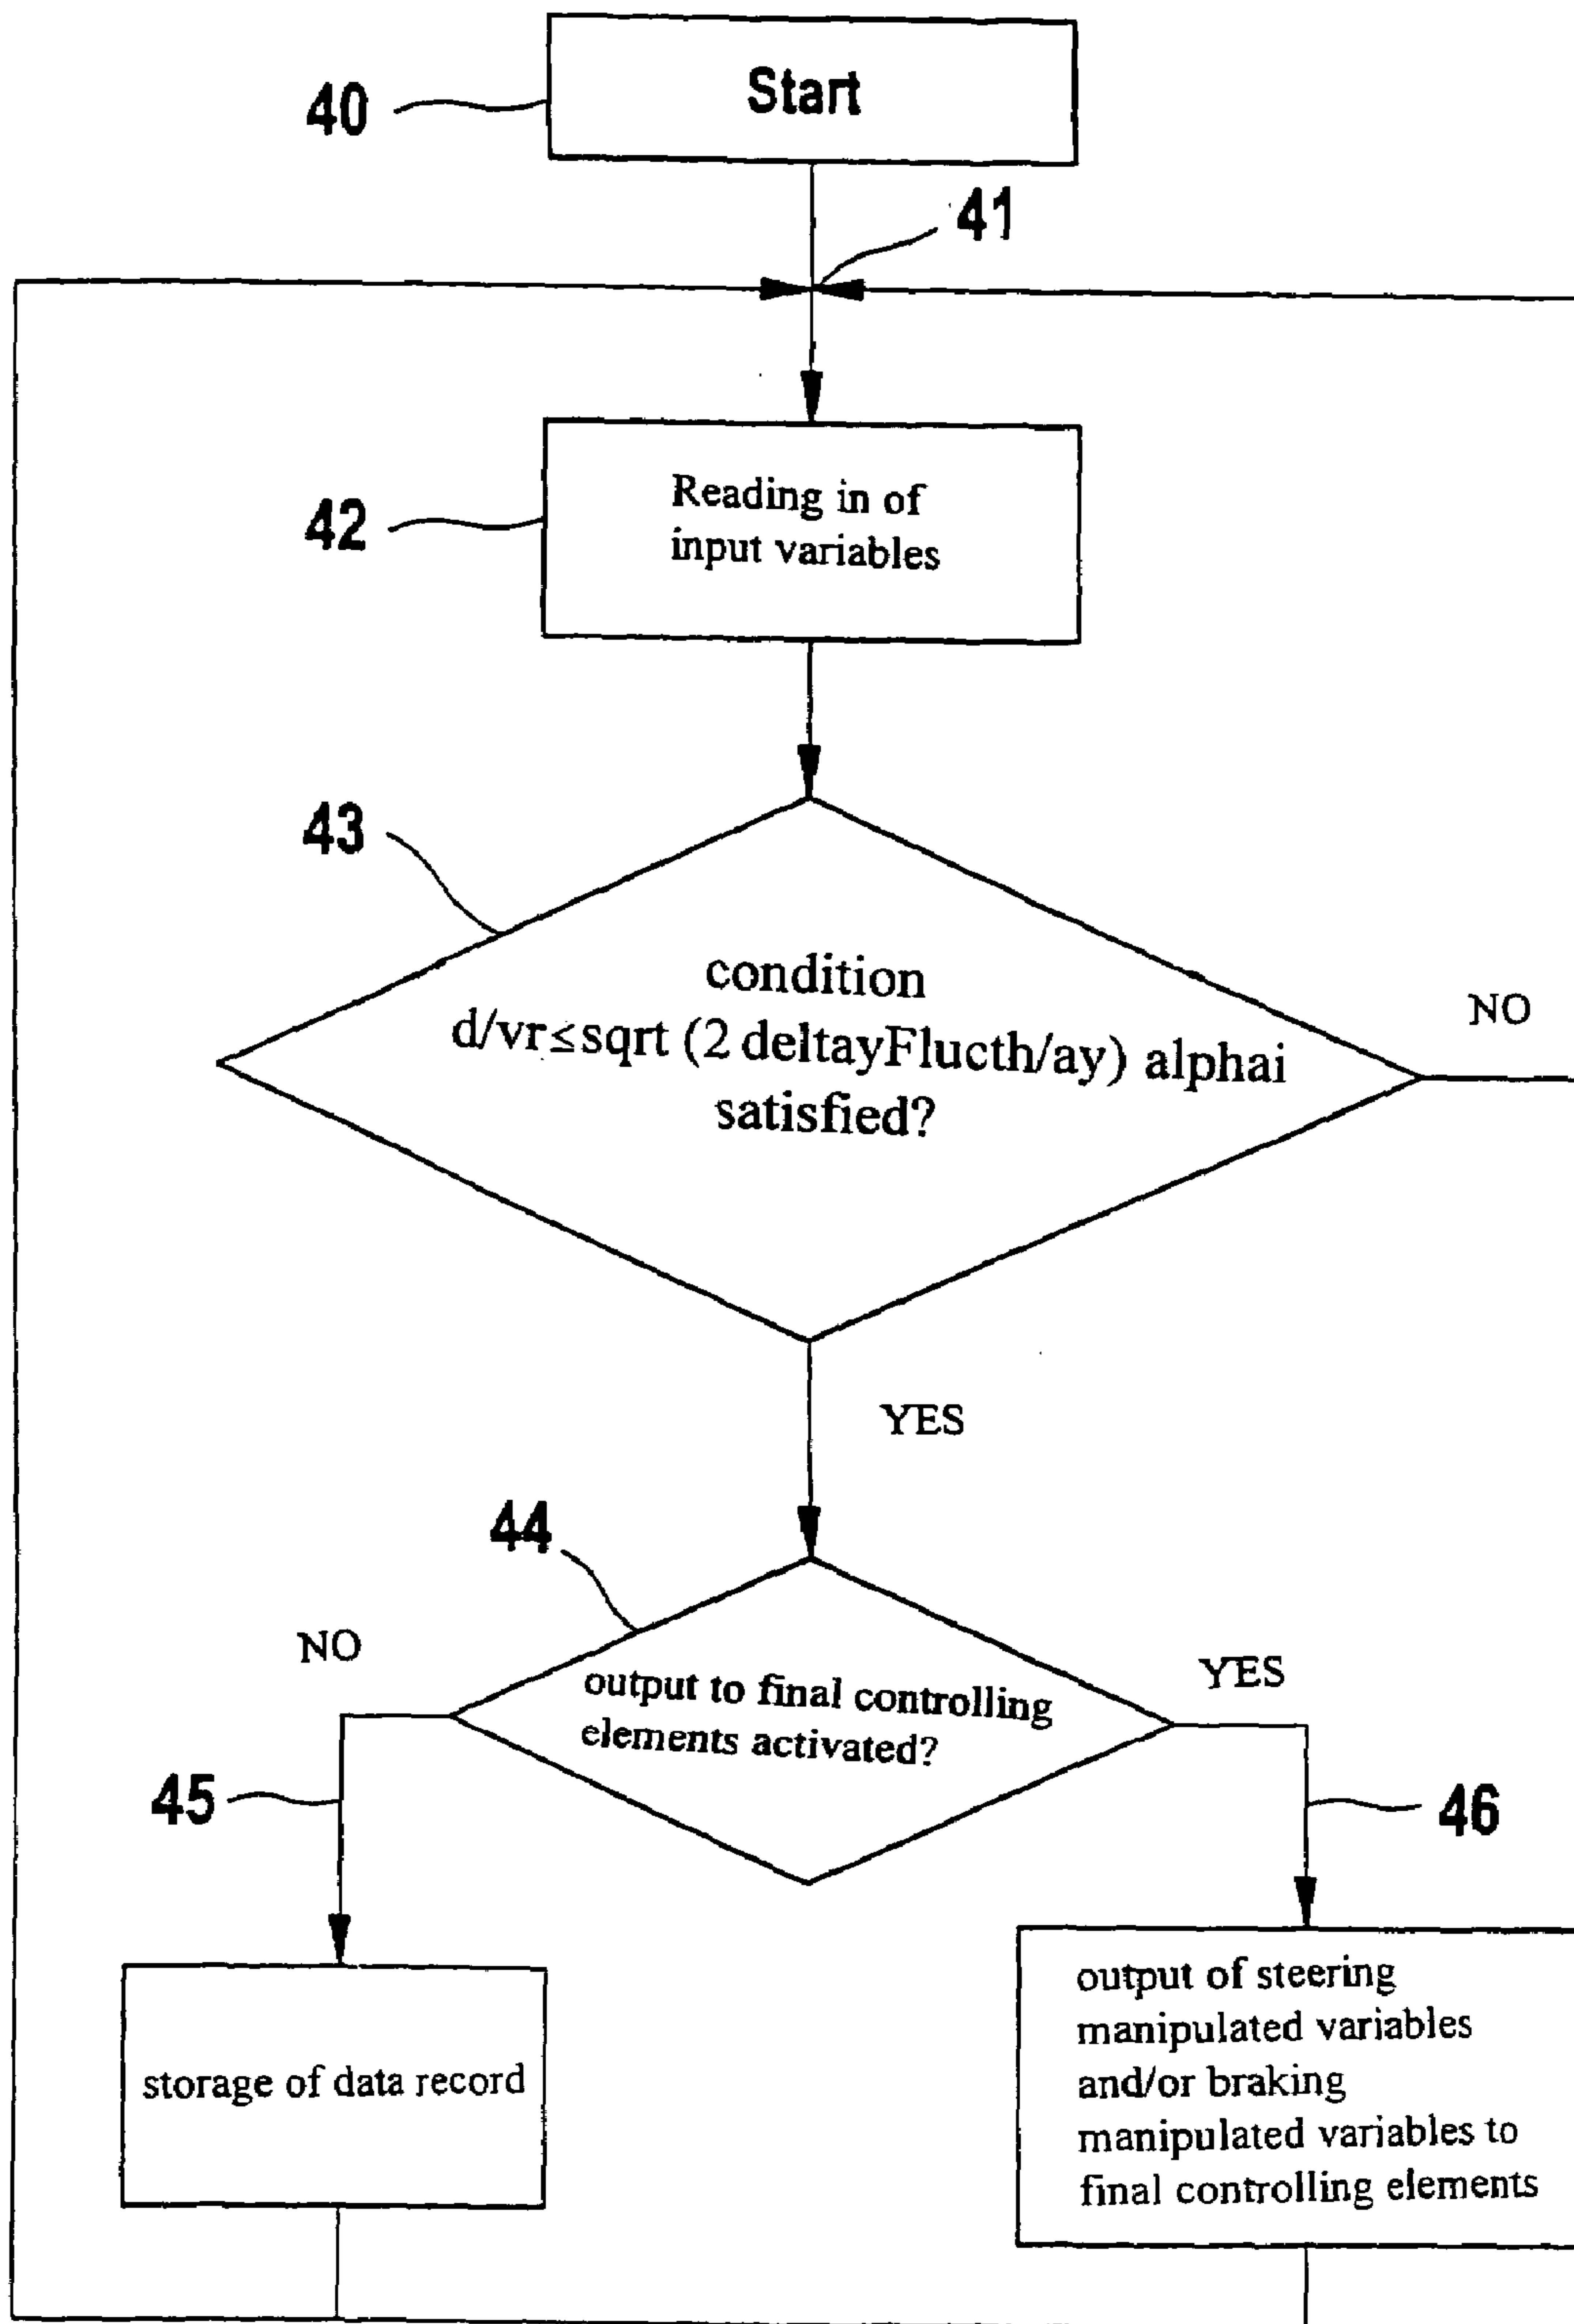 Start
40
41
Reading in of
input variables
42
43
condition
d/vr≤sqrt (2 deltayFlucth/ay) alphai
satisfied?
NO
YES
44
NO
output to final controlling
elements activated?
YES
45
46
storage of data record
output of steering
manipulated variables
and/or braking
manipulated variables to
final controlling elements